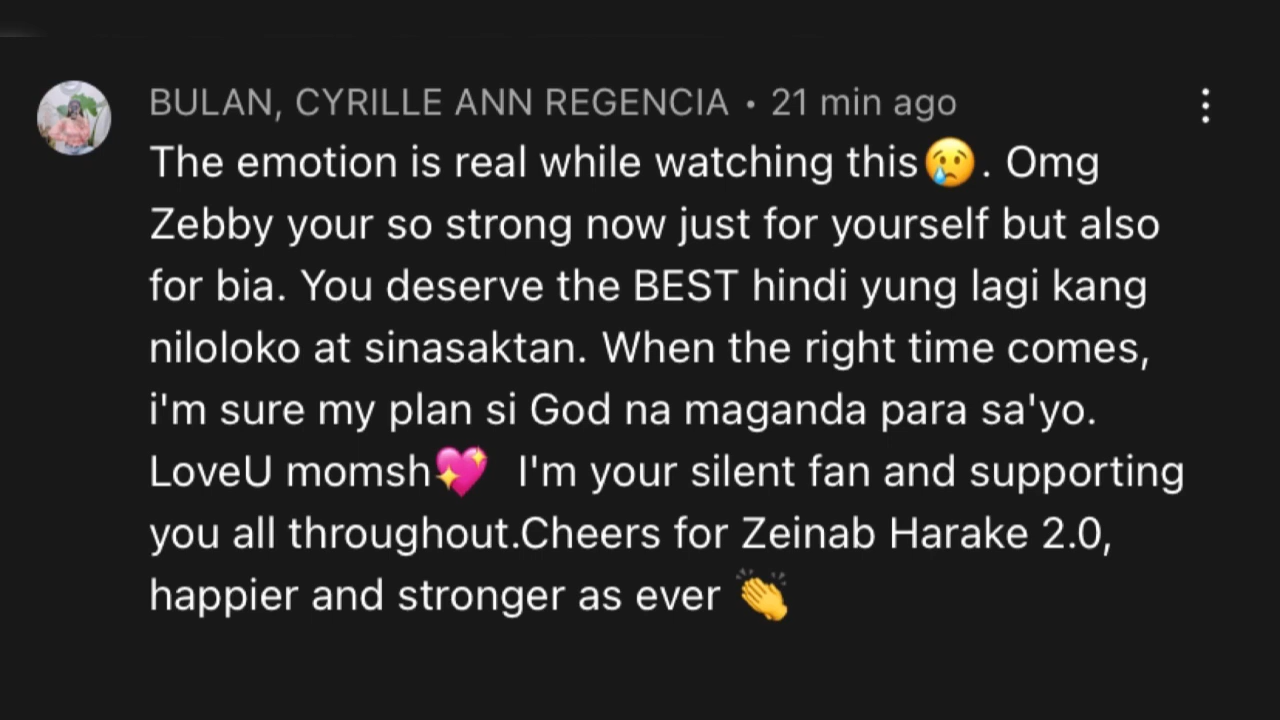 BULAN, CYRILLE ANN REGENCIA • 21 min ago
The emotion is real while watching this😢. Omg
Zebby your so strong now just for yourself but also
for bia. You deserve the BEST hindi yung lagi kang
niloloko at sinasaktan. When the right time comes,
i'm sure my plan si God na maganda para sa'yo.
LoveU momsh💖 I'm your silent fan and supporting
you all throughout.Cheers for Zeinab Harake 2.0,
happier and stronger as ever 👏